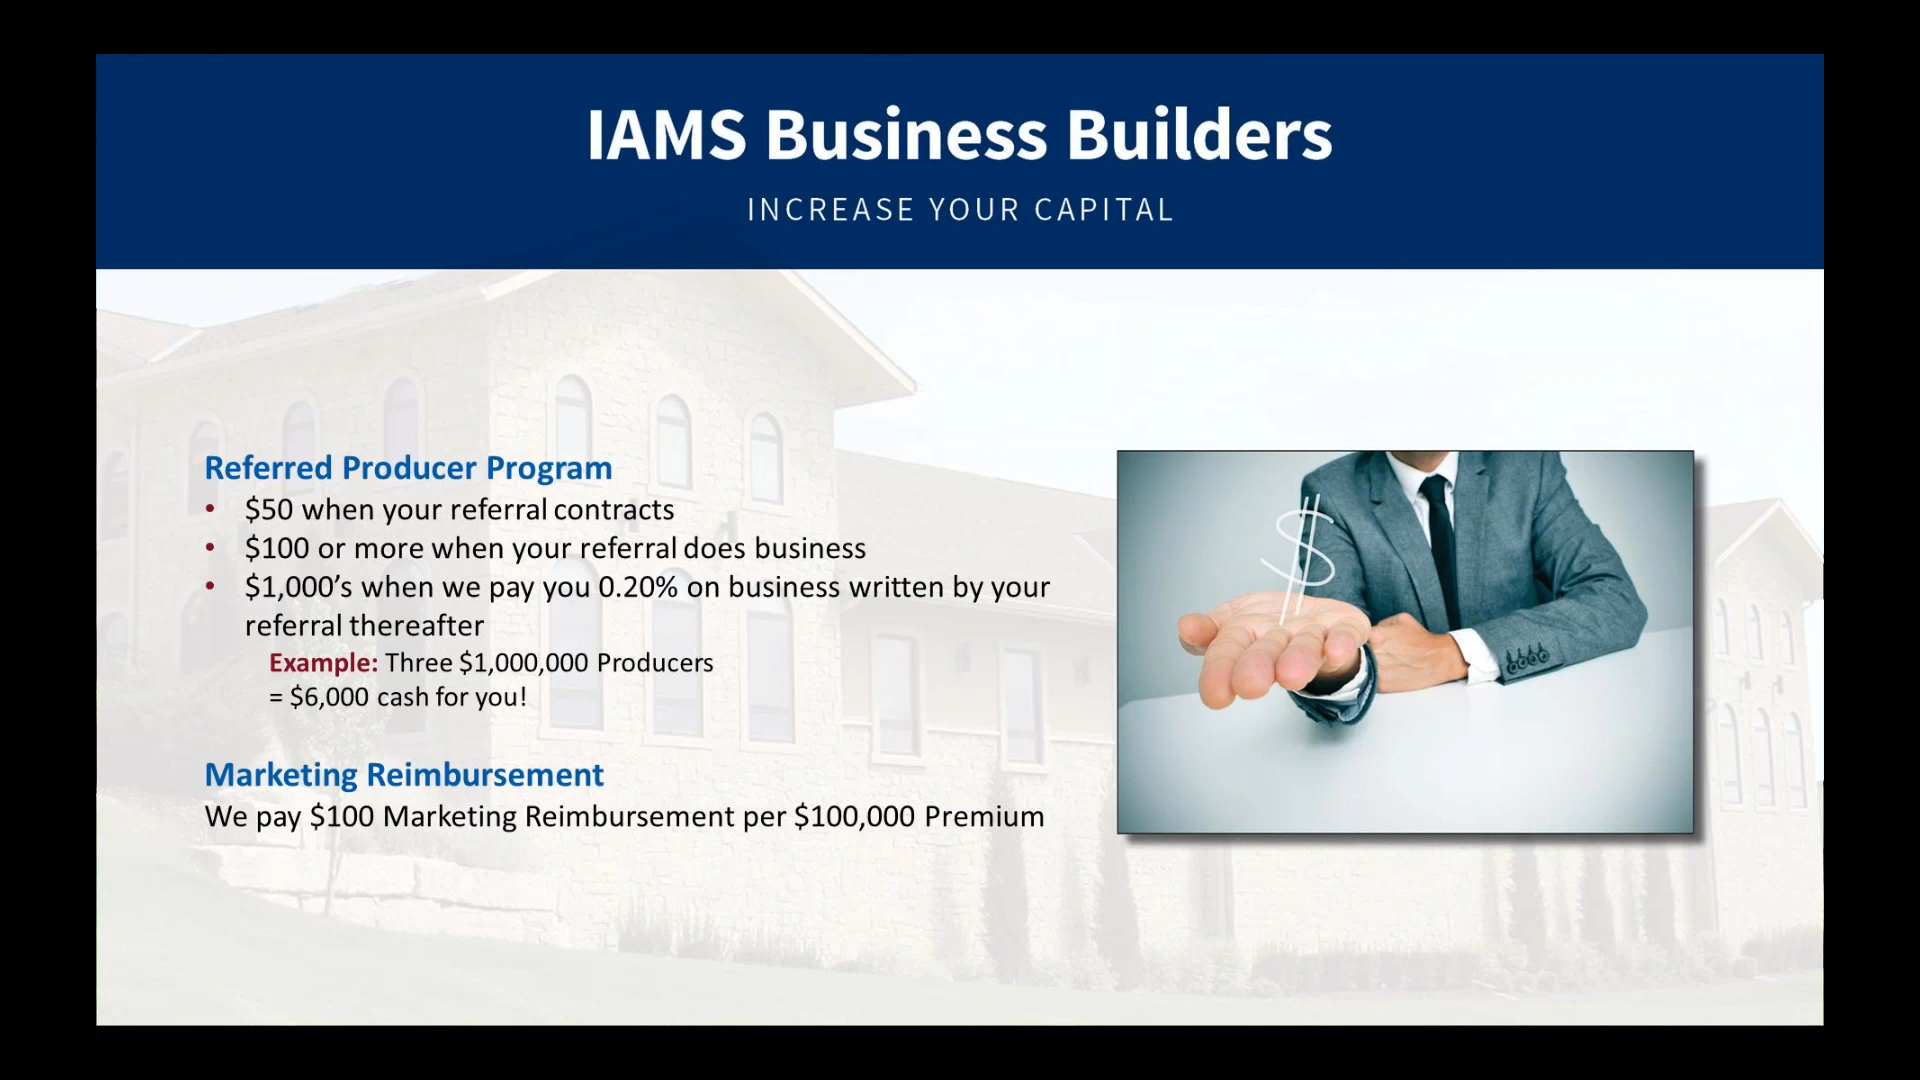 IAMS Business Builders
INCREASE YOUR CAPITAL
Referred Producer Program
• $50 when your referral contracts
• $100 or more when your referral does business
• $1,000’s when we pay you 0.20% on business written by your
referral thereafter
Example: Three $1,000,000 Producers
= $6,000 cash for you!
$
Marketing Reimbursement
We pay $100 Marketing Reimbursement per $100,000 Premium